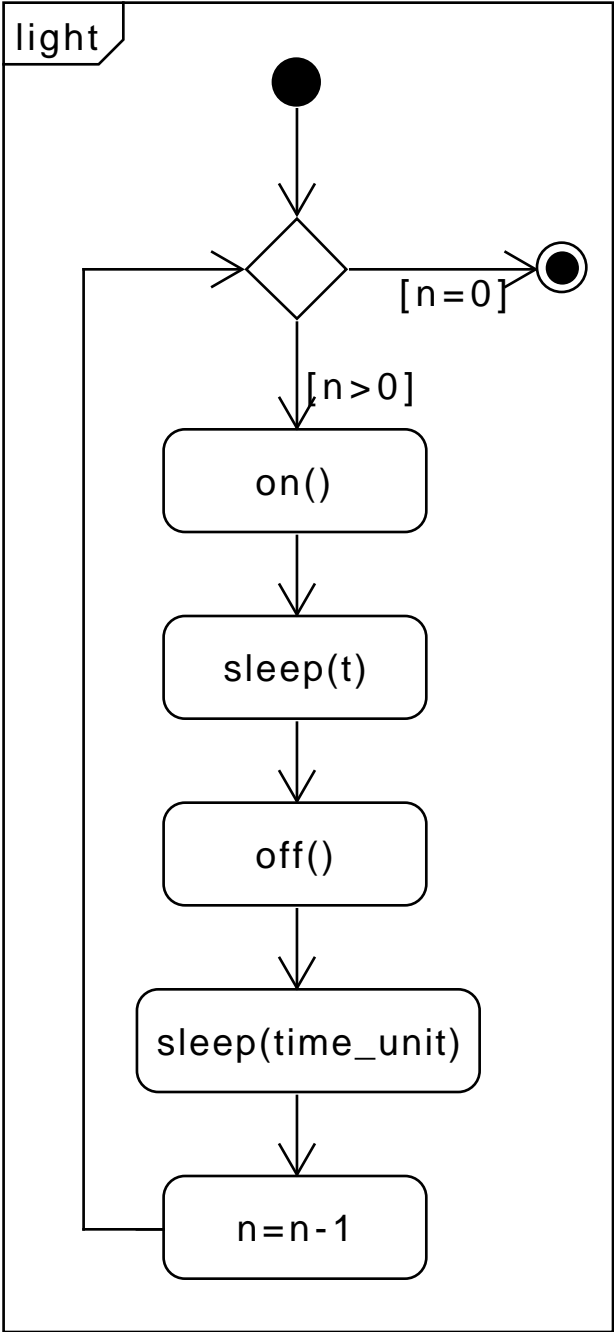 light
[n=0]
[n>0]
on()
sleep(t)
off()
sleep(time_unit)
n=n-1